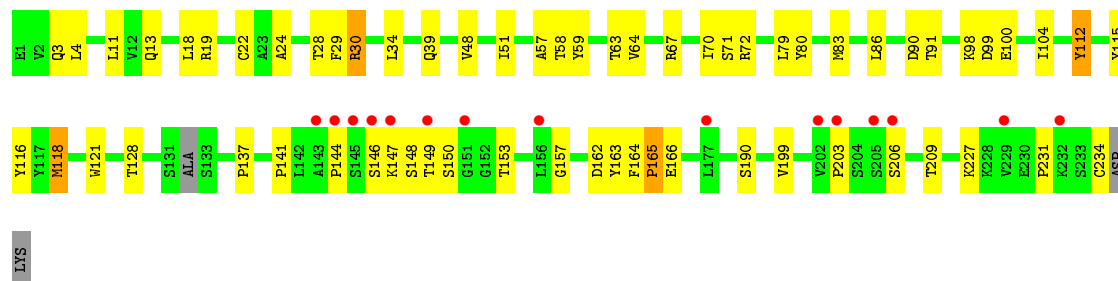 E1 V2 Q3 L4 L11 V12 Q13 L18 R19 C22 A23 A24 T28 F29 R30 L34 Q39 V48 I51 A57 T58 Y59 T63 V64 R67 I70 S71 R72 L79 Y80 M83 L86 D90 T91 K98 D99 E100 I104 Y112 Y115
Y116 Y117 M118 W121 T128 S131 ALA S133 P137 P141 L142 A143 P144 S145 S146 K147 S148 T149 S150 G151 G152 T153 L156 G157 D162 Y163 F164 P165 E166 L177 S190 V199 V202 P203 S204 S205 S206 T209 K227 K228 V229 E230 P231 K232 S233 C234 ASP
LYS